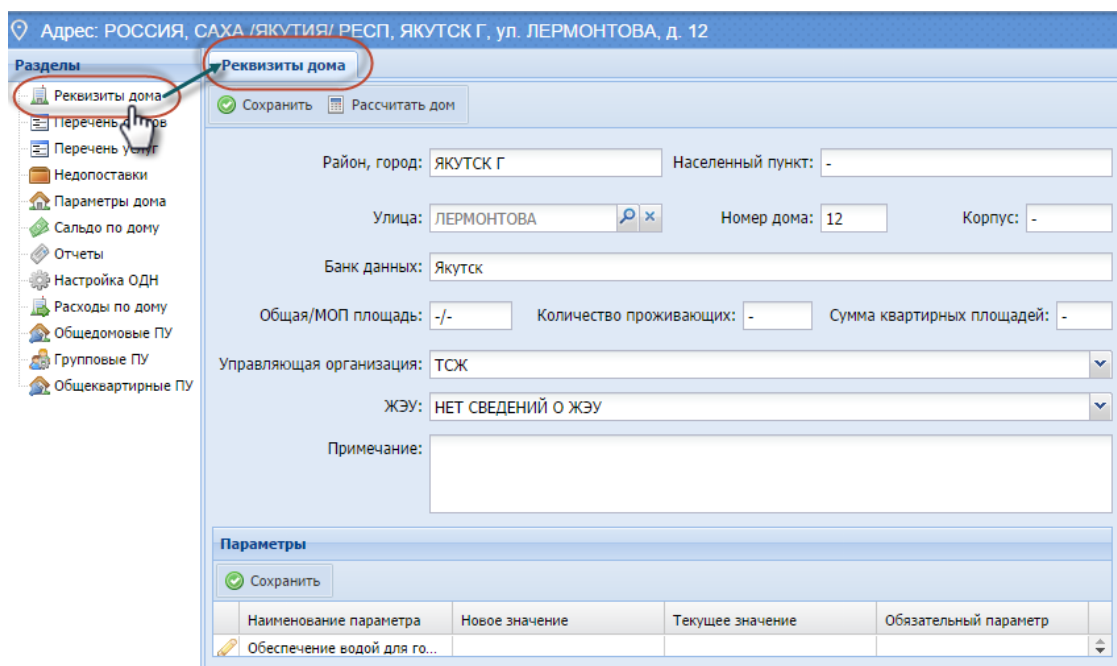 Адрес: РОССИЯ, САХА /ЯКУТИЯ/ РЕСП, ЯКУТСК Г, ул. ЛЕРМОНТОВА, д. 12
Разделы
Реквизиты дома
Перечень
Перечень
Недопоставки
Параметры дома
Сальдо по дому
Отчеты
Настройка ОДН
Расходы по дому
Общедомовые ПУ
Групповые ПУ
Общеквартирные ПУ
Реквизиты дома
Сохранить Рассчитать дом
Район, город: ЯКУТСК Г Населенный пункт: -
Улица: ЛЕРМОНТОВА Номер дома: 12 Корпус: -
Банк данных: Якутск
Общая/МОП площадь: -/- Количество проживающих: - Сумма квартирных площадей: -
Управляющая организация: ТСЖ
ЖЭУ: НЕТ СВЕДЕНИЙ О ЖЭУ
Примечание:
Параметры
Сохранить
Наименование параметра Новое значение Текущее значение Обязательный параметр
Обеспечение водой для го...